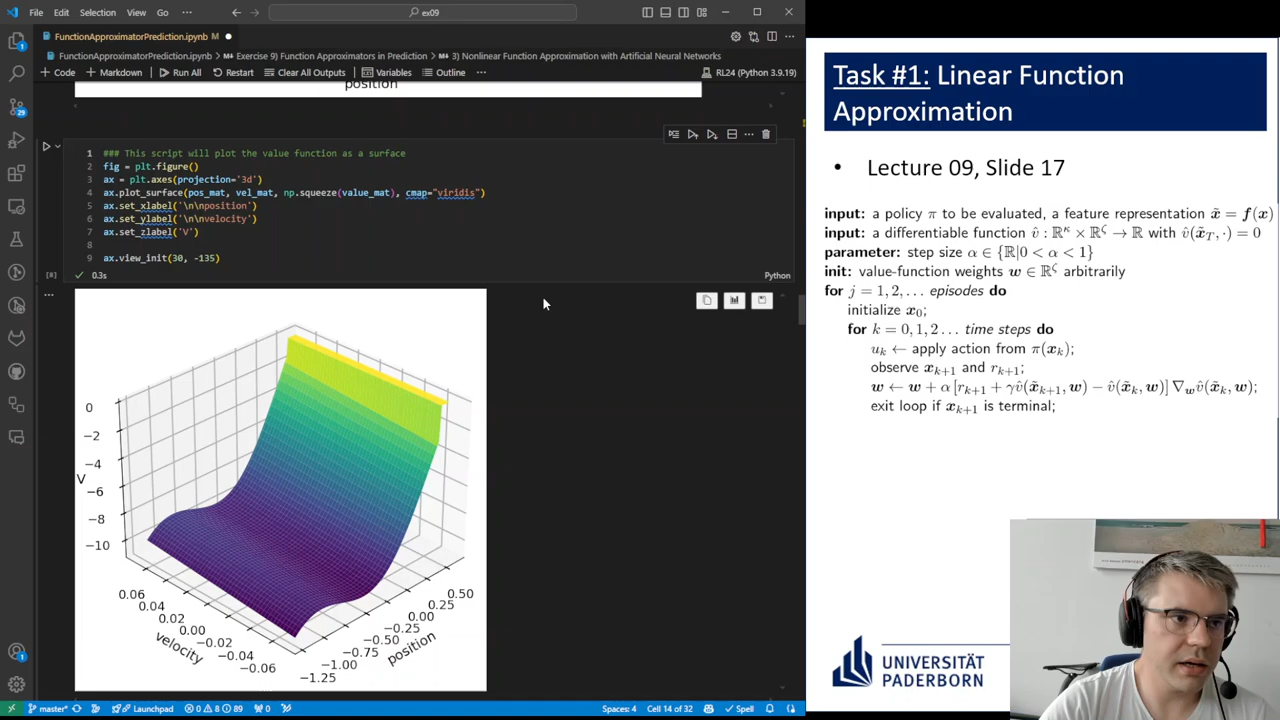 File Edit Selection View Go ··· ex09
FunctionApproximatorPrediction.ipynb M
FunctionApproximatorPrediction.ipynb > Exercise 9) Function Approximators in Prediction > 3) Nonlinear Function Approximation with Artificial Neural Networks
+ Code + Markdown Run All Restart Clear All Outputs Variables Outline ··· RL24 (Python 3.9.19)
position
1 ### This script will plot the value function as a surface
2 fig = plt.figure()
3 ax = plt.axes(projection='3d')
4 ax.plot_surface(pos_mat, vel_mat, np.squeeze(value_mat), cmap="viridis")
5 ax.set_xlabel('\n\nposition')
6 ax.set_ylabel('\n\nvelocity')
7 ax.set_zlabel('V')
8
9 ax.view_init(30, -135)
0.3s Python
0
−2
−4
V
−6
−8
−10
0.06
0.04
0.02
0.00
−0.02
−0.04
−0.06
velocity
0.50
0.25
0.00
−0.25
−0.50
−0.75
−1.00
−1.25
position
1
29
1
master* Launchpad 0 8 89 0 Spaces: 4 Cell 14 of 32 Spell
Task #1: Linear Function
Approximation
• Lecture 09, Slide 17
input: a policy π to be evaluated, a feature representation x̃ = f(x)
input: a differentiable function v̂ : ℝ^κ × ℝ^ζ → ℝ with v̂(x̃_T, ·) = 0
parameter: step size α ∈ {ℝ|0 < α < 1}
init: value-function weights w ∈ ℝ^ζ arbitrarily
for j = 1, 2, … episodes do
initialize x₀;
for k = 0, 1, 2 … time steps do
u_k ← apply action from π(x_k);
observe x_{k+1} and r_{k+1};
w ← w + α [r_{k+1} + γv̂(x̃_{k+1}, w) − v̂(x̃_k, w)] ∇_w v̂(x̃_k, w);
exit loop if x_{k+1} is terminal;
UNIVERSITÄT
PADERBORN